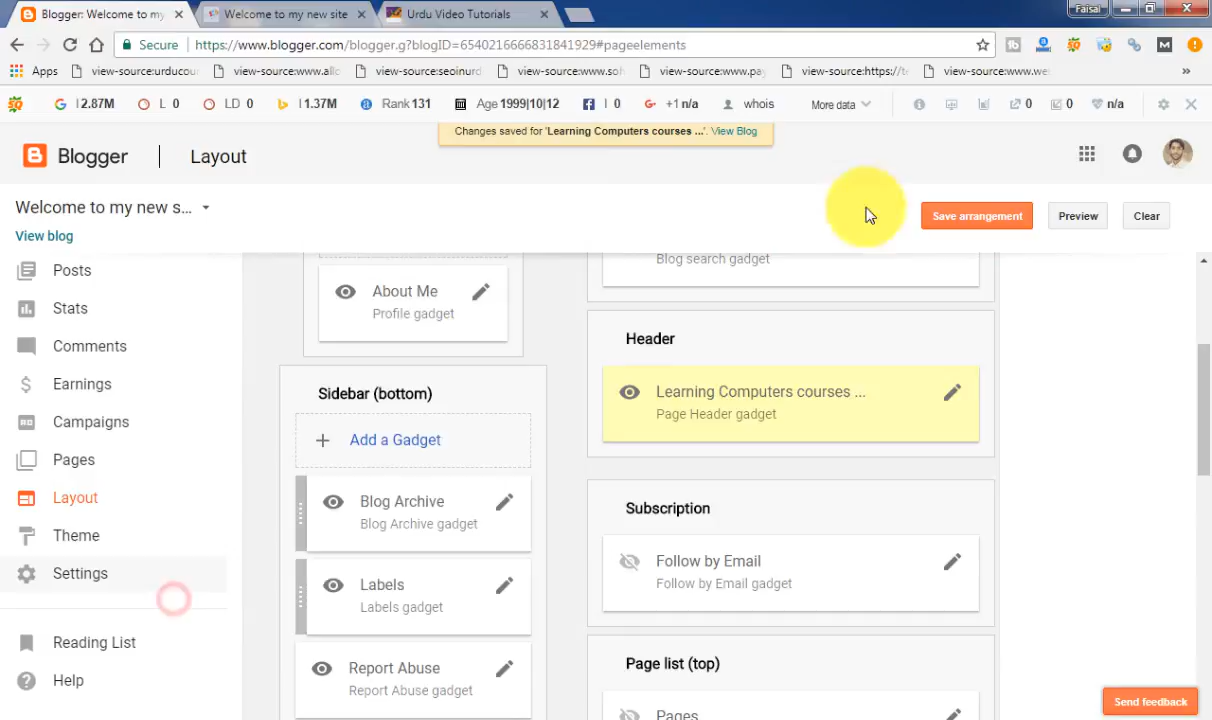 Blogger: Welcome to my
Welcome to my new site
Urdu Video Tutorials
Faisal
Secure
https://www.blogger.com/blogger.g?blogID=6540216666831841929#pageelements
Apps
view-source:urducou
view-source:www.allc
view-source:seoinurd
view-source:www.soh
view-source:www.pay
view-source:https://te
view-source:www.we
I 2.87M
L 0
LD 0
I 1.37M
Rank 131
Age 1999|10|12
I 0
+1 n/a
whois
More data
0
0
n/a
Changes saved for 'Learning Computers courses ...'. View Blog
Blogger
Layout
Welcome to my new s...
View blog
Save arrangement
Preview
Clear
Posts
Stats
Comments
Earnings
Campaigns
Pages
Layout
Theme
Settings
Reading List
Help
About Me
Profile gadget
Sidebar (bottom)
Add a Gadget
Blog Archive
Blog Archive gadget
Labels
Labels gadget
Report Abuse
Report Abuse gadget
Blog search gadget
Header
Learning Computers courses ...
Page Header gadget
Subscription
Follow by Email
Follow by Email gadget
Page list (top)
Pages
Send feedback